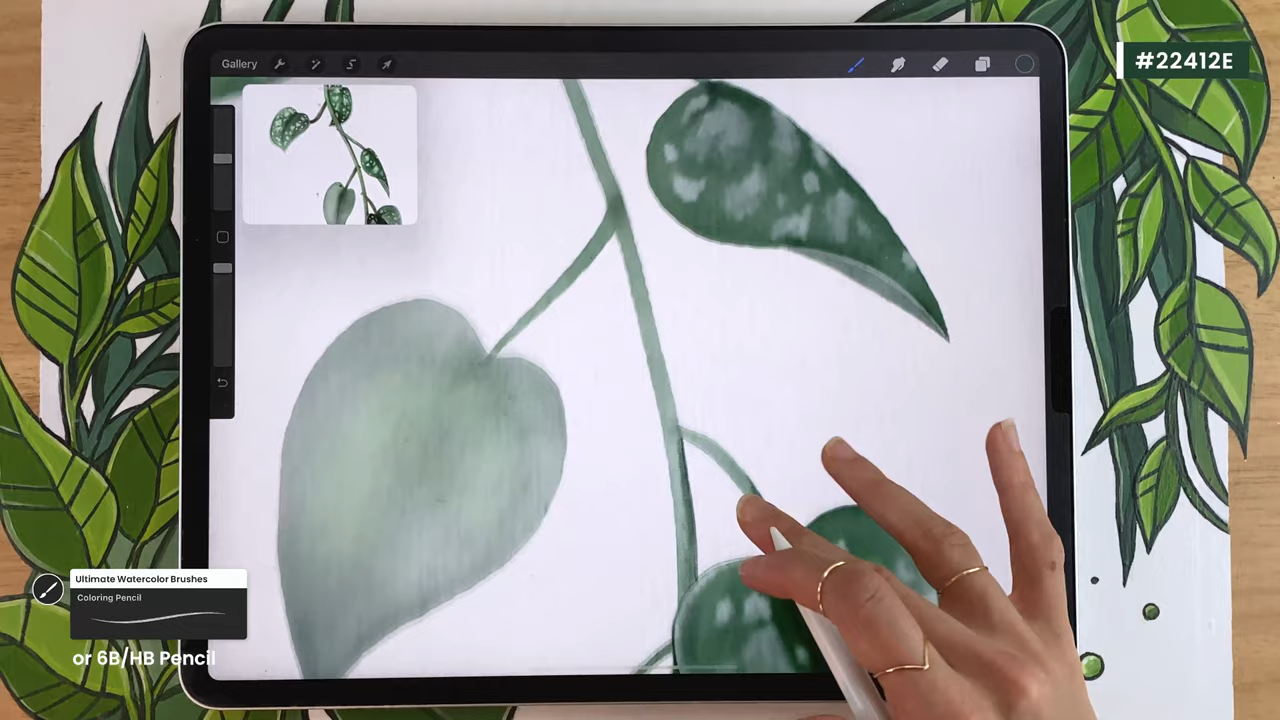 #22412E
Gallery
Ultimate Watercolor Brushes
Coloring Pencil
or 6B/HB Pencil